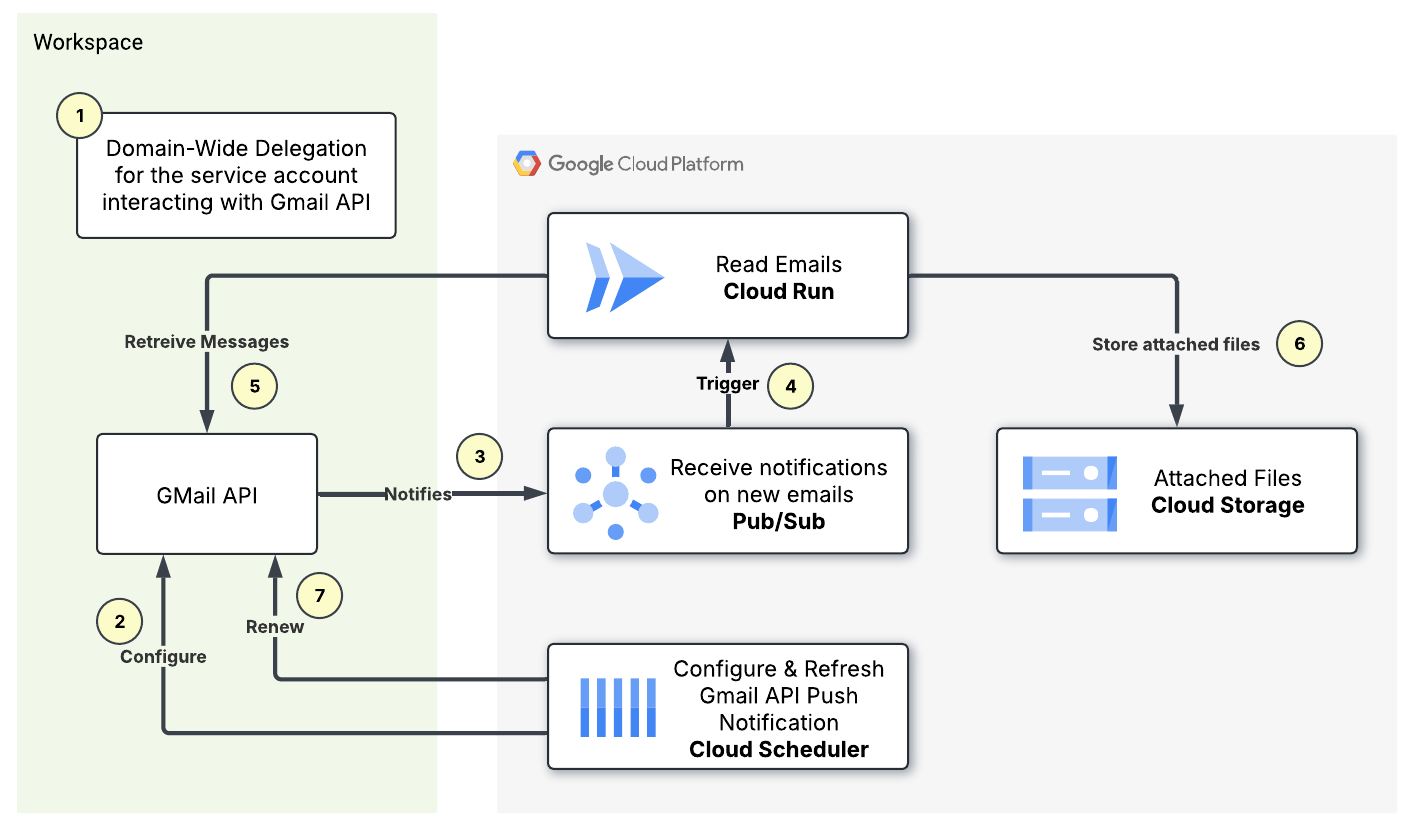 Workspace
1
Domain-Wide Delegation
for the service account
interacting with Gmail API
Google Cloud Platform
Read Emails
Cloud Run
Retreive Messages
5
Trigger
4
Store attached files
6
GMail API
3
Notifies
Receive notifications
on new emails
Pub/Sub
Attached Files
Cloud Storage
2
Configure
7
Renew
Configure & Refresh
Gmail API Push
Notification
Cloud Scheduler